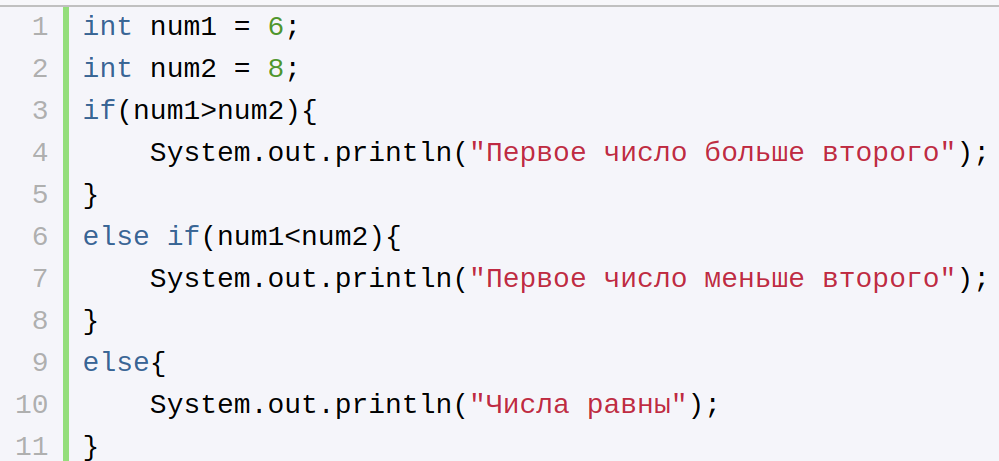 1 int num1 = 6;
2 int num2 = 8;
3 if(num1>num2){
4     System.out.println("Первое число больше второго");
5 }
6 else if(num1<num2){
7     System.out.println("Первое число меньше второго");
8 }
9 else{
10     System.out.println("Числа равны");
11 }